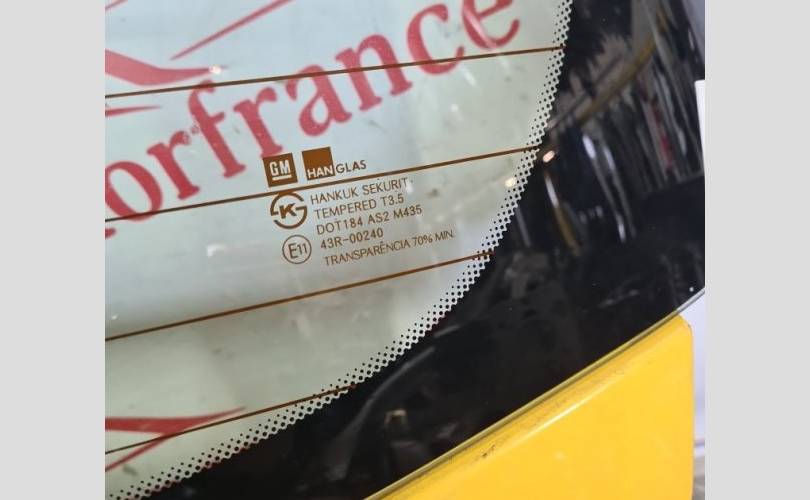 orfrance
GM
HANGLAS
K
HANKUK SEKURIT
TEMPERED T3.5
DOT184 AS2 M435
E11
43R-00240
TRANSPARÊNCIA 70% MIN.